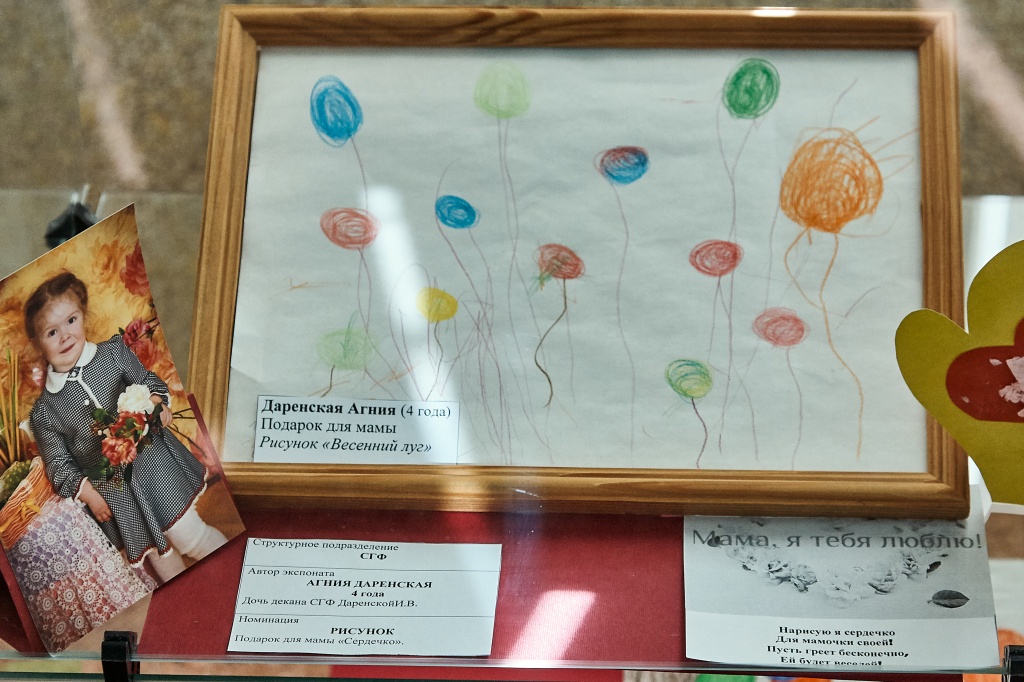 Даренская Агния (4 года)
Подарок для мамы
Рисунок «Весенний луг»
Структурное подразделение
СГФ
Автор экспоната
АГНИЯ ДАРЕНСКАЯ
4 года
Дочь декана СГФ ДаренскойИ.В.
Номинация
РИСУНОК
Подарок для мамы «Сердечко».
Мама, я тебя люблю!
Нарисую я сердечко
Для мамочки своей!
Пусть греет бесконечно,
Ей будет веселей!